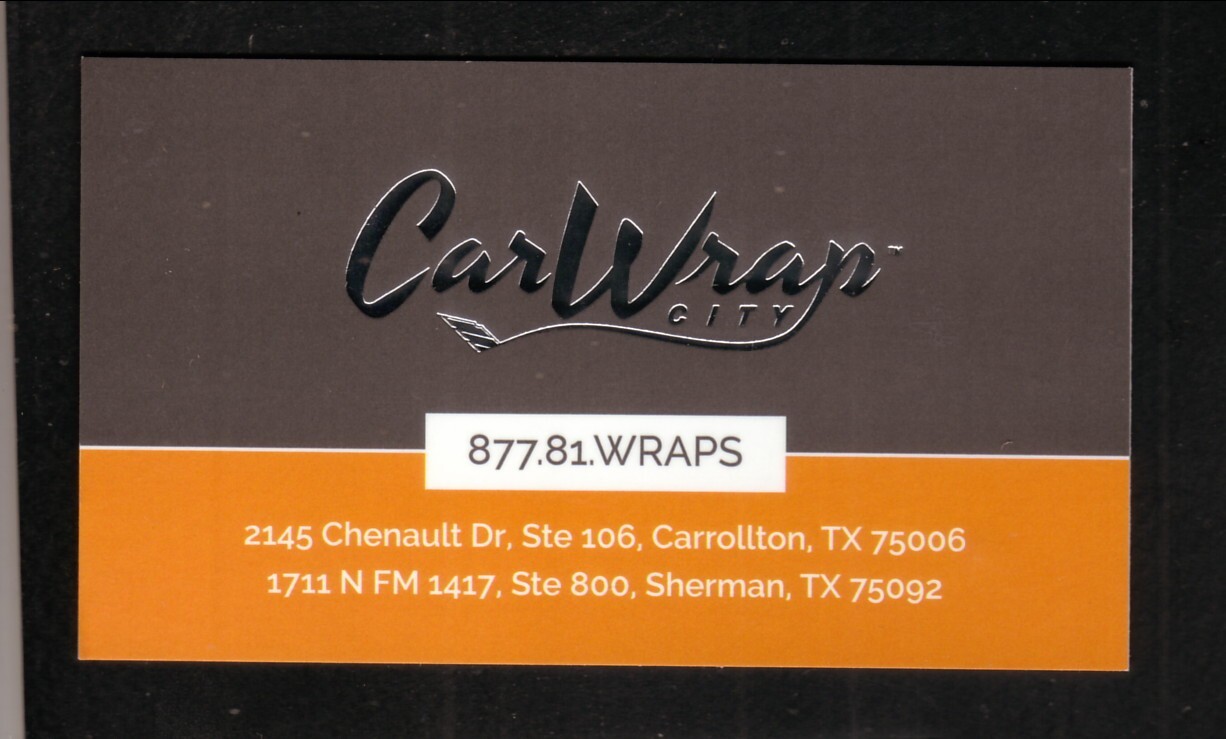 CarWrap™
CITY
877.81.WRAPS
2145 Chenault Dr, Ste 106, Carrollton, TX 75006
1711 N FM 1417, Ste 800, Sherman, TX 75092